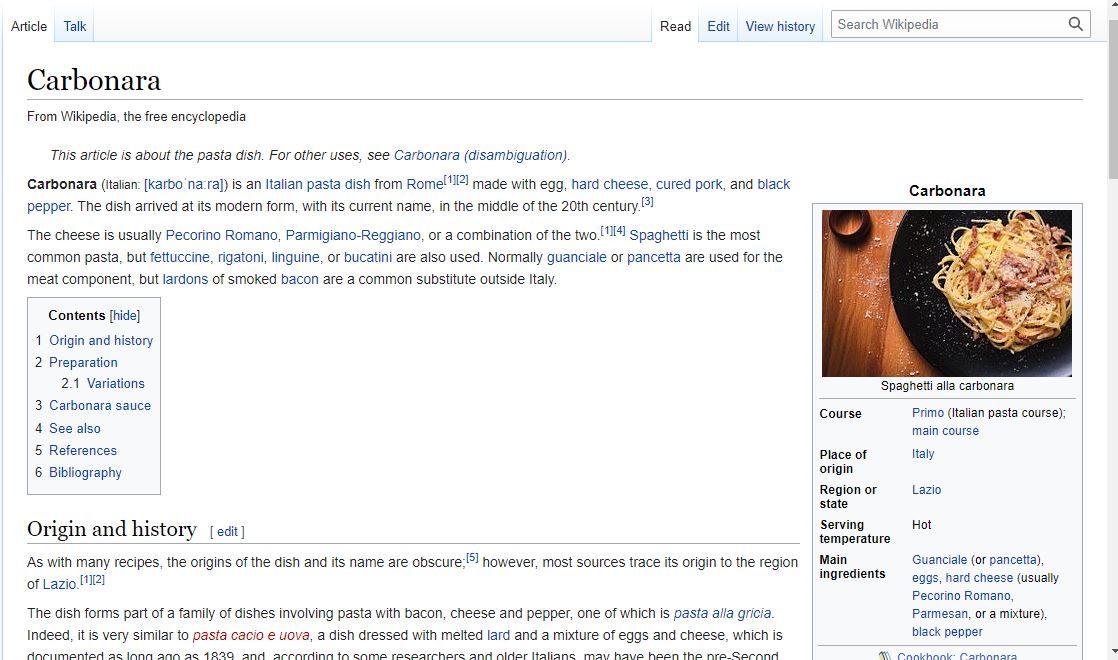 Article Talk Read Edit View history Search Wikipedia
Carbonara
From Wikipedia, the free encyclopedia
This article is about the pasta dish. For other uses, see Carbonara (disambiguation).
Carbonara (Italian: [karboˈnaːra]) is an Italian pasta dish from Rome[1][2] made with egg, hard cheese, cured pork, and black
pepper. The dish arrived at its modern form, with its current name, in the middle of the 20th century.[3]
The cheese is usually Pecorino Romano, Parmigiano-Reggiano, or a combination of the two.[1][4] Spaghetti is the most
common pasta, but fettuccine, rigatoni, linguine, or bucatini are also used. Normally guanciale or pancetta are used for the
meat component, but lardons of smoked bacon are a common substitute outside Italy.
Contents [hide]
1 Origin and history
2 Preparation
2.1 Variations
3 Carbonara sauce
4 See also
5 References
6 Bibliography
Origin and history [ edit ]
As with many recipes, the origins of the dish and its name are obscure;[5] however, most sources trace its origin to the region
of Lazio.[1][2]
The dish forms part of a family of dishes involving pasta with bacon, cheese and pepper, one of which is pasta alla gricia.
Indeed, it is very similar to pasta cacio e uova, a dish dressed with melted lard and a mixture of eggs and cheese, which is
documented as long ago as 1839, and, according to some researchers and older Italians, may have been the pre-Second
Carbonara
Spaghetti alla carbonara
Course Primo (Italian pasta course);
main course
Place of Italy
origin
Region or Lazio
state
Serving Hot
temperature
Main Guanciale (or pancetta),
ingredients eggs, hard cheese (usually
Pecorino Romano,
Parmesan, or a mixture),
black pepper
Cookbook: Carbonara